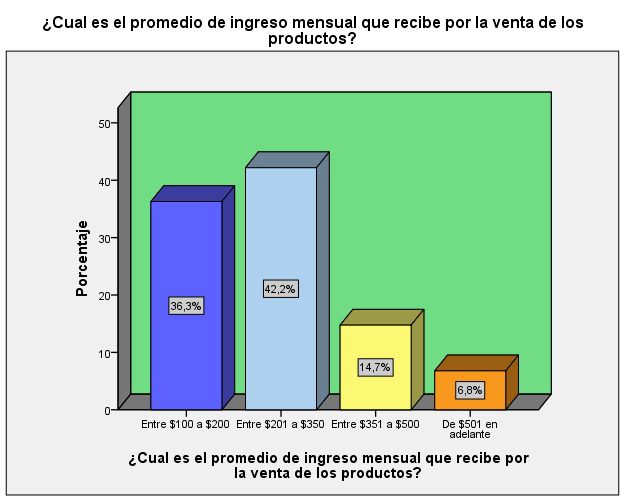 ¿Cual es el promedio de ingreso mensual que recibe por la venta de los
productos?
50
40
30
20
10
0
Porcentaje
36,3%
42,2%
14,7%
6,8%
Entre $100 a $200
Entre $201 a $350
Entre $351 a $500
De $501 en
adelante
¿Cual es el promedio de ingreso mensual que recibe por
la venta de los productos?